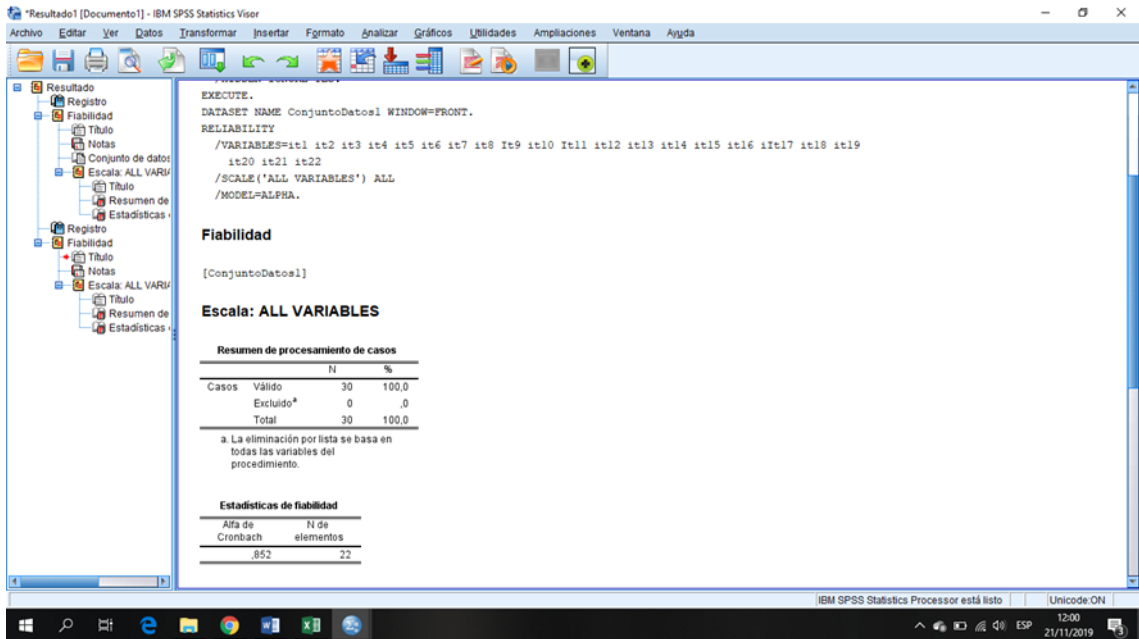 *Resultado1 [Documento1] - IBM SPSS Statistics Visor
Archivo Editar Ver Datos Transformar Insertar Formato Analizar Gráficos Utilidades Ampliaciones Ventana Ayuda
Resultado
Registro
Fiabilidad
Título
Notas
Conjunto de datos
Escala: ALL VARIA
Título
Resumen de
Estadísticas
Registro
Fiabilidad
Título
Notas
Escala: ALL VARIA
Título
Resumen de
Estadísticas
EXECUTE.
DATASET NAME ConjuntoDatos1 WINDOW=FRONT.
RELIABILITY
/VARIABLES=it1 it2 it3 it4 it5 it6 it7 it8 It9 it10 It11 it12 it13 it14 it15 it16 iIt17 it18 it19
it20 it21 it22
/SCALE('ALL VARIABLES') ALL
/MODEL=ALPHA.
Fiabilidad
[ConjuntoDatos1]
Escala: ALL VARIABLES
Resumen de procesamiento de casos
N %
Casos Válido 30 100,0
Excluido a 0 ,0
Total 30 100,0
a. La eliminación por lista se basa en
todas las variables del
procedimiento.
Estadísticas de fiabilidad
Alfa de N de
Cronbach elementos
,852 22
IBM SPSS Statistics Processor está listo Unicode:ON
ESP 12:00
21/11/2019